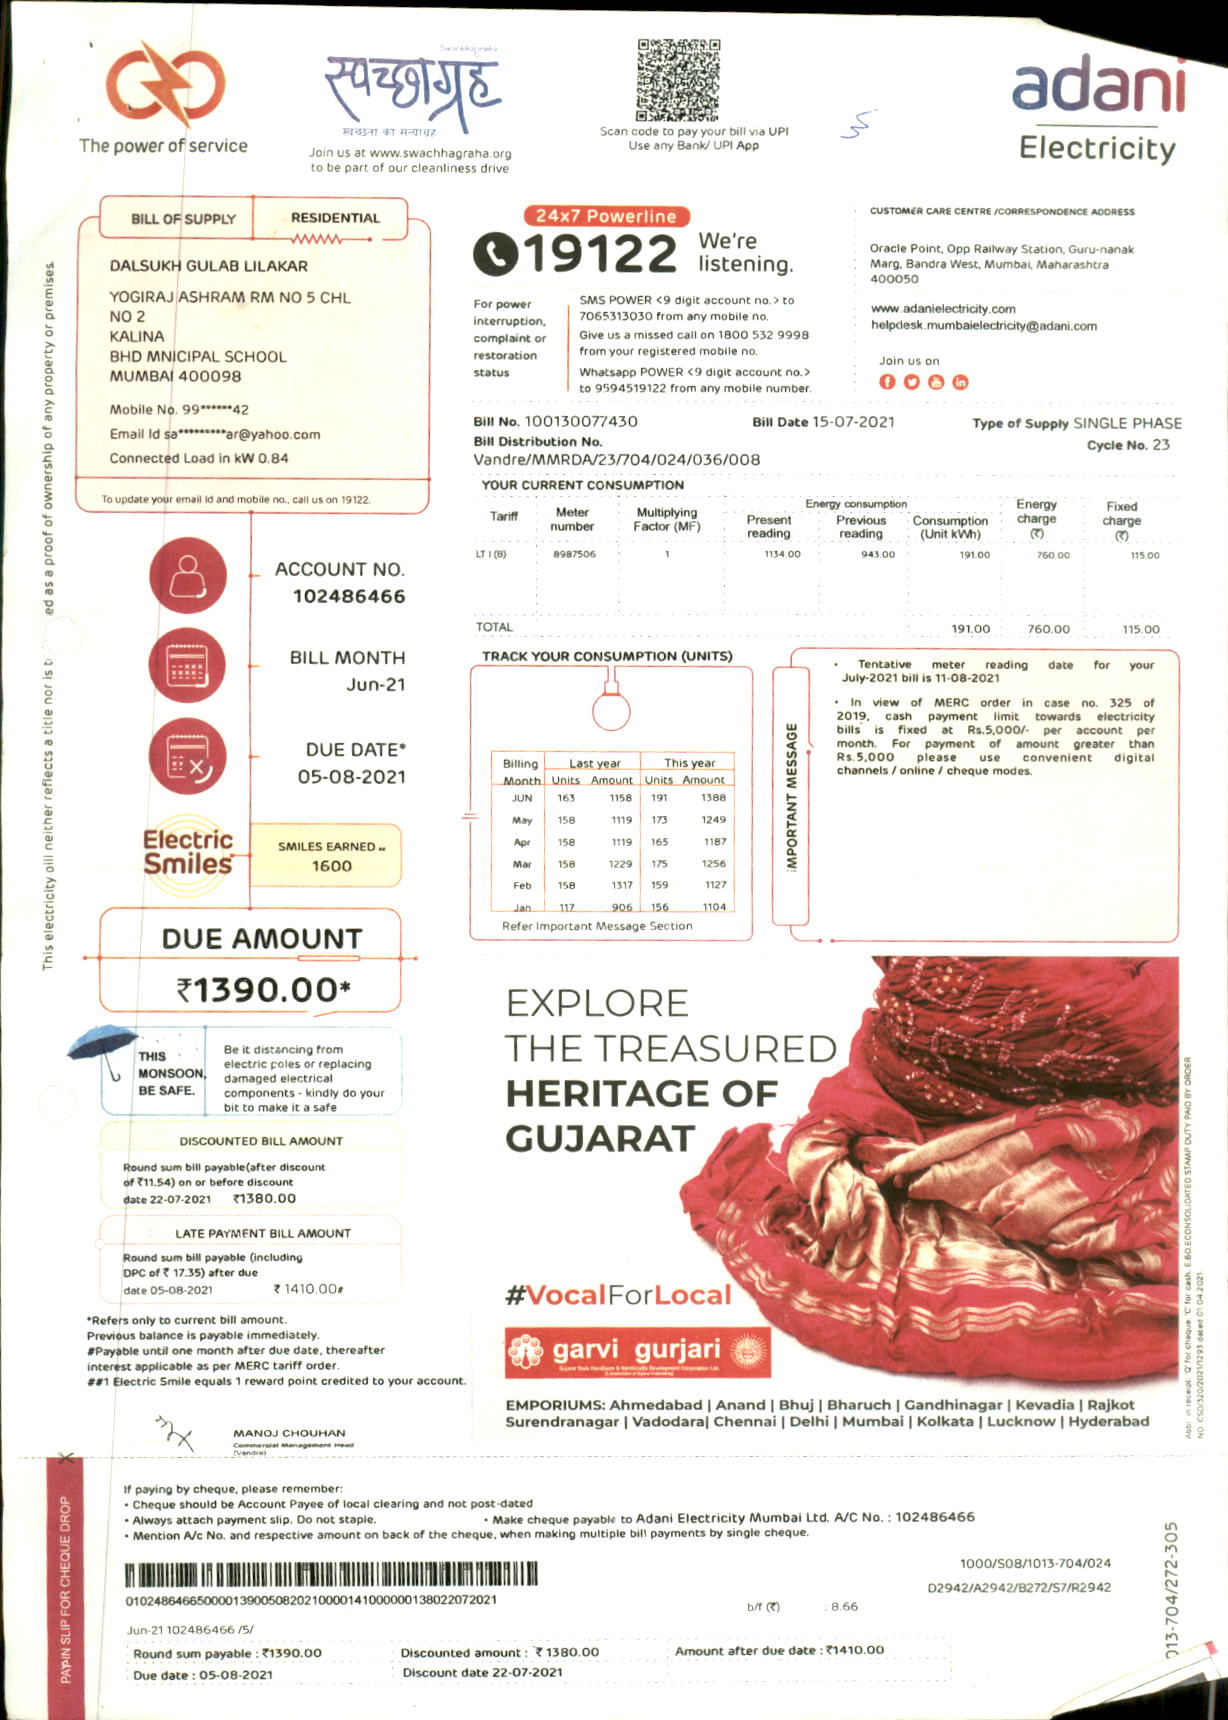 The power of service
Swachhagraha
स्वच्छाग्रह
स्वच्छता का सत्याग्रह
Join us at www.swachhagraha.org
to be part of our cleanliness drive
Scan code to pay your bill via UPI
Use any Bank/ UPI App
adani
Electricity
BILL OF SUPPLY RESIDENTIAL
DALSUKH GULAB LILAKAR
YOGIRAJ ASHRAM RM NO 5 CHL
NO 2
KALINA
BHD MNICIPAL SCHOOL
MUMBAI 400098
Mobile No. 99******42
Email Id sa*********ar@yahoo.com
Connected Load in kW 0.84
To update your email Id and mobile no., call us on 19122.
24x7 Powerline
19122 We're
listening.
For power
interruption,
complaint or
restoration
status
SMS POWER <9 digit account no.> to
7065313030 from any mobile no.
Give us a missed call on 1800 532 9998
from your registered mobile no.
Whatsapp POWER <9 digit account no.>
to 9594519122 from any mobile number.
CUSTOMER CARE CENTRE /CORRESPONDENCE ADDRESS
Oracle Point, Opp Railway Station, Guru-nanak
Marg, Bandra West, Mumbai, Maharashtra
400050
www.adanielectricity.com
helpdesk.mumbaielectricity@adani.com
Join us on
Bill No. 100130077430 Bill Date 15-07-2021 Type of Supply SINGLE PHASE
Bill Distribution No. Cycle No. 23
Vandre/MMRDA/23/704/024/036/008
YOUR CURRENT CONSUMPTION
Tariff Meter number Multiplying Factor (MF) Energy consumption Present reading Previous reading Consumption (Unit kWh) Energy charge (₹) Fixed charge (₹)
LT I (B) 8987506 1 1134.00 943.00 191.00 760.00 115.00
TOTAL 191.00 760.00 115.00
ACCOUNT NO.
102486466
BILL MONTH
Jun-21
DUE DATE*
05-08-2021
Electric
Smiles
SMILES EARNED ##
1600
DUE AMOUNT
₹1390.00*
TRACK YOUR CONSUMPTION (UNITS)
Billing Last year This year
Month Units Amount Units Amount
JUN 163 1158 191 1388
May 158 1119 173 1249
Apr 158 1119 165 1187
Mar 158 1229 175 1256
Feb 158 1317 159 1127
Jan 117 906 156 1104
Refer Important Message Section
IMPORTANT MESSAGE
• Tentative meter reading date for your
July-2021 bill is 11-08-2021
• In view of MERC order in case no. 325 of
2019, cash payment limit towards electricity
bills is fixed at Rs.5,000/- per account per
month. For payment of amount greater than
Rs.5,000 please use convenient digital
channels / online / cheque modes.
THIS
MONSOON,
BE SAFE.
Be it distancing from
electric poles or replacing
damaged electrical
components - kindly do your
bit to make it a safe
DISCOUNTED BILL AMOUNT
Round sum bill payable(after discount
of ₹11.54) on or before discount
date 22-07-2021 ₹1380.00
LATE PAYMENT BILL AMOUNT
Round sum bill payable (including
DPC of ₹ 17.35) after due
date 05-08-2021 ₹ 1410.00#
*Refers only to current bill amount.
Previous balance is payable immediately.
#Payable until one month after due date, thereafter
interest applicable as per MERC tariff order.
##1 Electric Smile equals 1 reward point credited to your account.
MANOJ CHOUHAN
Commercial Management Head
(Vandre)
EXPLORE
THE TREASURED
HERITAGE OF
GUJARAT
#VocalForLocal
garvi gurjari
Gujarat State Handloom & Handicrafts Development Corporation Ltd.
EMPORIUMS: Ahmedabad | Anand | Bhuj | Bharuch | Gandhinagar | Kevadia | Rajkot
Surendranagar | Vadodara| Chennai | Delhi | Mumbai | Kolkata | Lucknow | Hyderabad
This electricity bill neither reflects a title nor is ed as a proof of ownership of any property or premises.
Abbr in receipt: 'Q' for cheque, 'C' for cash. E.&O.E CONSOLIDATED STAMP DUTY PAID BY ORDER
NO. CSD/320/2021/1293 dated 01.04.2021
PAY-IN SLIP FOR CHEQUE DROP
If paying by cheque, please remember:
• Cheque should be Account Payee of local clearing and not post-dated
• Always attach payment slip. Do not staple. • Make cheque payable to Adani Electricity Mumbai Ltd. A/C No. : 102486466
• Mention A/c No. and respective amount on back of the cheque, when making multiple bill payments by single cheque.
0102486466500001390050820210000141000000138022072021
1000/S08/1013-704/024
D2942/A2942/B272/S7/R2942
b/f (₹) : 8.66
Jun-21 102486466 /5/
Round sum payable : ₹1390.00 Discounted amount : ₹ 1380.00 Amount after due date : ₹1410.00
Due date : 05-08-2021 Discount date 22-07-2021
013-704/272-305